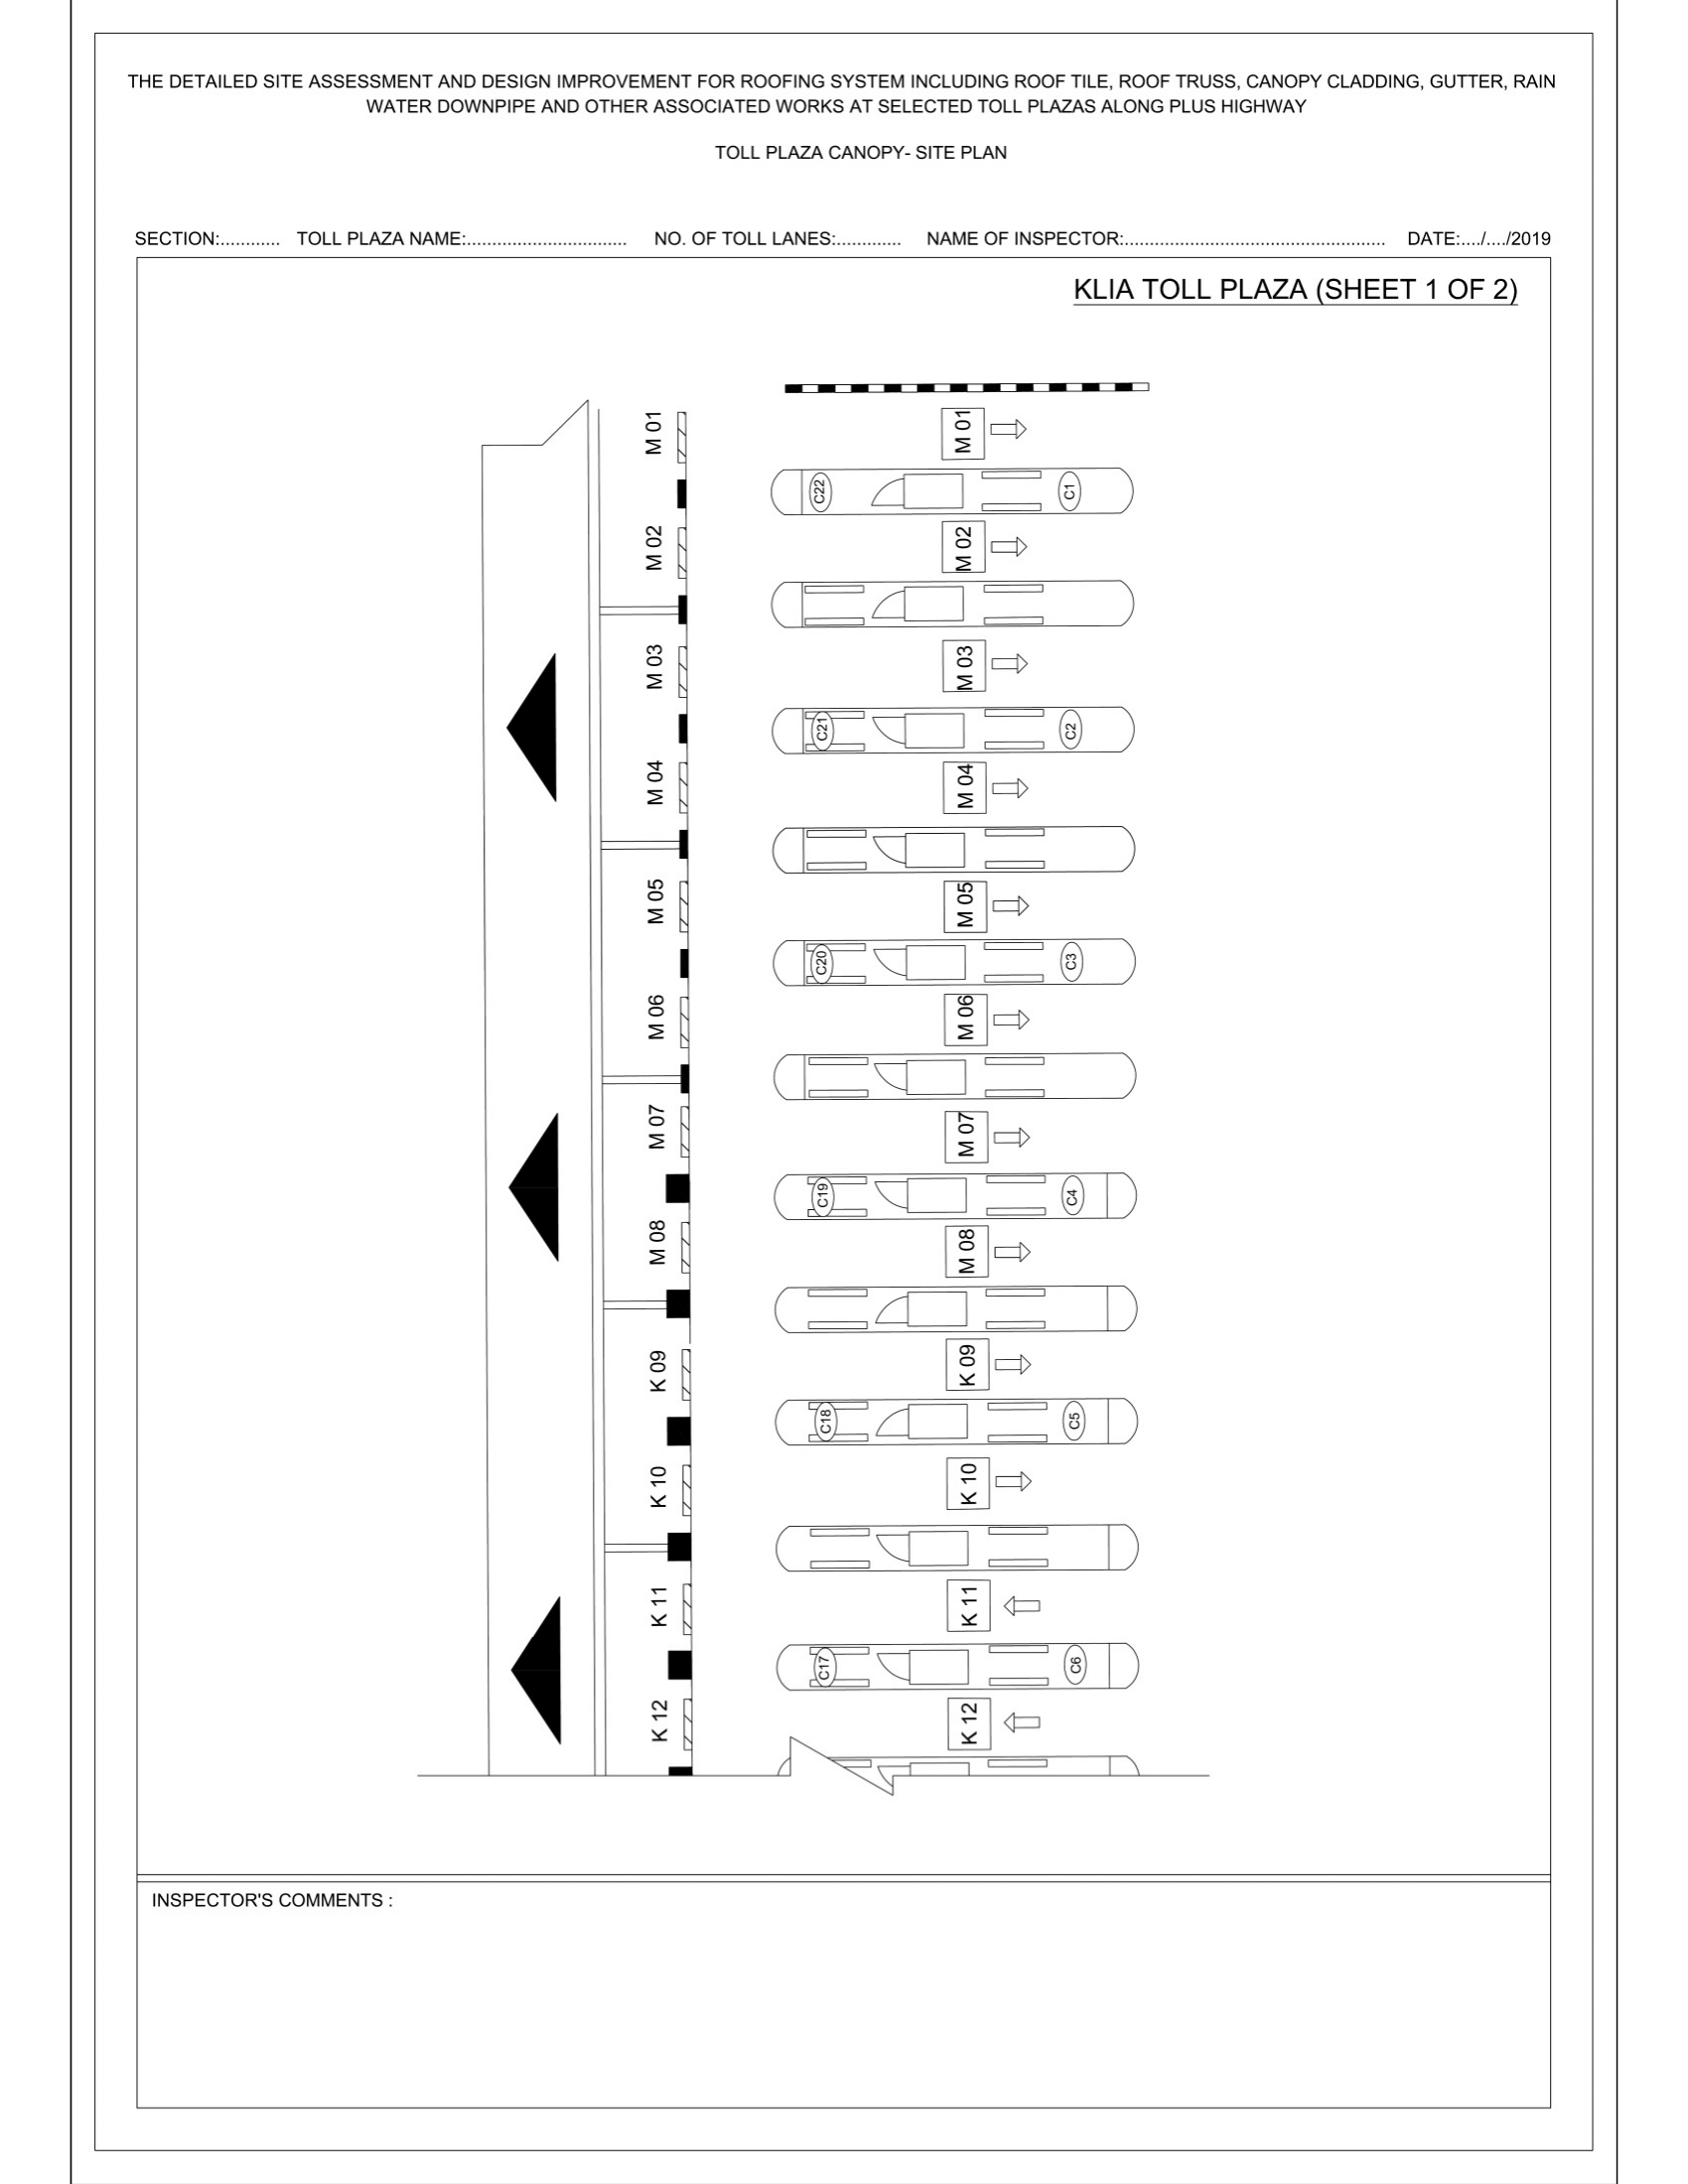 THE DETAILED SITE ASSESSMENT AND DESIGN IMPROVEMENT FOR ROOFING SYSTEM INCLUDING ROOF TILE, ROOF TRUSS, CANOPY CLADDING, GUTTER, RAIN
WATER DOWNPIPE AND OTHER ASSOCIATED WORKS AT SELECTED TOLL PLAZAS ALONG PLUS HIGHWAY
TOLL PLAZA CANOPY- SITE PLAN
SECTION:............ TOLL PLAZA NAME:................................ NO. OF TOLL LANES:............. NAME OF INSPECTOR:.................................................... DATE:..../..../2019
KLIA TOLL PLAZA (SHEET 1 OF 2)
M 01 M 01
C22 C1
M 02 M 02
M 03 M 03
C21 C2
M 04 M 04
M 05 M 05
C20 C3
M 06 M 06
M 07 M 07
C19 C4
M 08 M 08
K 09 K 09
C18 C5
K 10 K 10
K 11 K 11
C17 C6
K 12 K 12
INSPECTOR'S COMMENTS :